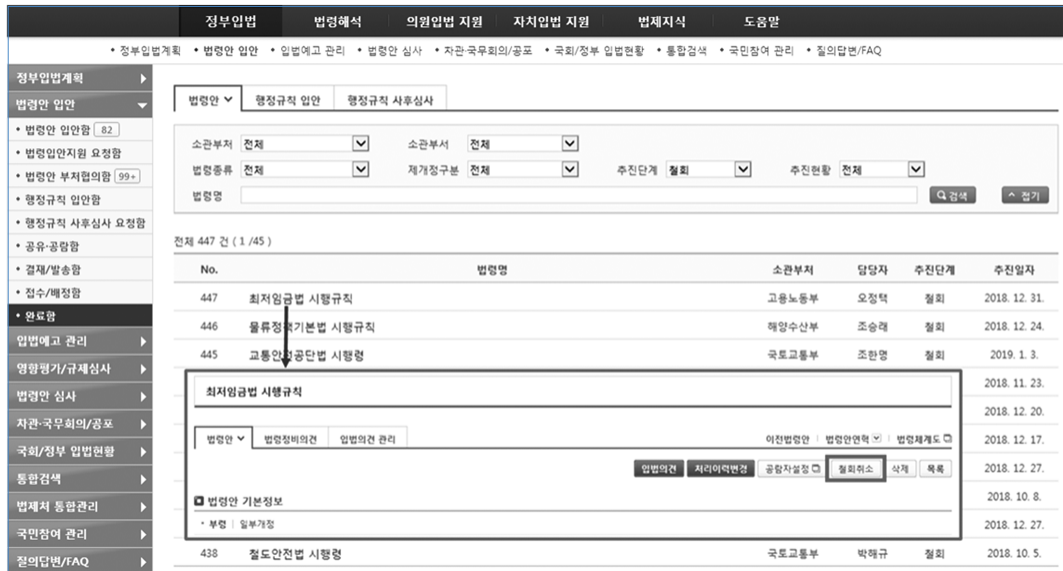 정부입법 법령해석 의원입법 지원 자치입법 지원 법제지식 도움말
• 정부입법계획 • 법령안 입안 • 입법예고 관리 • 법령안 심사 • 차관·국무회의/공포 • 국회/정부 입법현황 • 통합검색 • 국민참여 관리 • 질의답변/FAQ
정부입법계획
법령안 입안
• 법령안 입안함 82
• 법령입안지원 요청함
• 법령안 부처협의함 99+
• 행정규칙 입안함
• 행정규칙 사후심사 요청함
• 공유·공람함
• 결재/발송함
• 접수/배정함
• 완료함
입법예고 관리
영향평가/규제심사
법령안 심사
차관·국무회의/공포
국회/정부 입법현황
통합검색
법제처 통합관리
국민참여 관리
질의답변/FAQ
법령안 행정규칙 입안 행정규칙 사후심사
소관부처 전체 소관부서 전체
법령종류 전체 제개정구분 전체 추진단계 철회 추진현황 전체
법령명 검색 접기
전체 447 건 ( 1 /45 )
No. 법령명 소관부처 담당자 추진단계 추진일자
447 최저임금법 시행규칙 고용노동부 오정택 철회 2018. 12. 31.
446 물류정책기본법 시행규칙 해양수산부 조승래 철회 2018. 12. 24.
445 교통안전공단법 시행령 국토교통부 조한명 철회 2019. 1. 3.
2018. 11. 23.
2018. 12. 20.
2018. 12. 17.
2018. 12. 27.
2018. 10. 8.
2018. 12. 27.
최저임금법 시행규칙
법령안 법령정비의견 입법의견 관리 이전법령안 법령안연혁 법령체계도
입법의견 처리이력변경 공람자설정 철회취소 삭제 목록
법령안 기본정보
• 부령 일부개정
438 철도안전법 시행령 국토교통부 박해규 철회 2018. 10. 5.